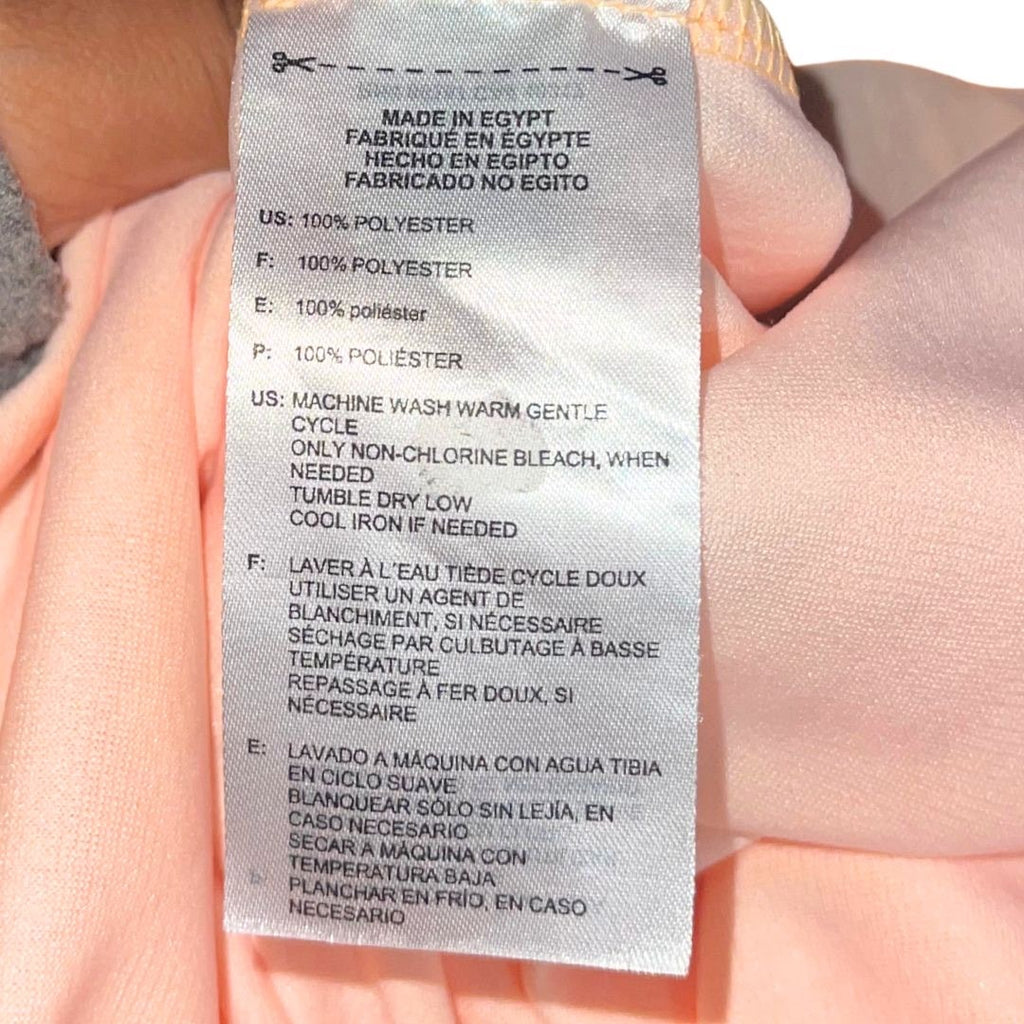 MADE IN EGYPT
FABRIQUÉ EN ÉGYPTE
HECHO EN EGIPTO
FABRICADO NO EGITO
US: 100% POLYESTER
F: 100% POLYESTER
E: 100% poliéster
P: 100% POLIÉSTER
US: MACHINE WASH WARM GENTLE
CYCLE
ONLY NON-CHLORINE BLEACH, WHEN
NEEDED
TUMBLE DRY LOW
COOL IRON IF NEEDED
F: LAVER À L'EAU TIÈDE CYCLE DOUX
UTILISER UN AGENT DE
BLANCHIMENT, SI NÉCESSAIRE
SÉCHAGE PAR CULBUTAGE À BASSE
TEMPÉRATURE
REPASSAGE À FER DOUX, SI
NÉCESSAIRE
E: LAVADO A MÁQUINA CON AGUA TIBIA
EN CICLO SUAVE
BLANQUEAR SÓLO SIN LEJÍA, EN
CASO NECESARIO
SECAR A MÁQUINA CON
TEMPERATURA BAJA
PLANCHAR EN FRÍO, EN CASO
NECESARIO